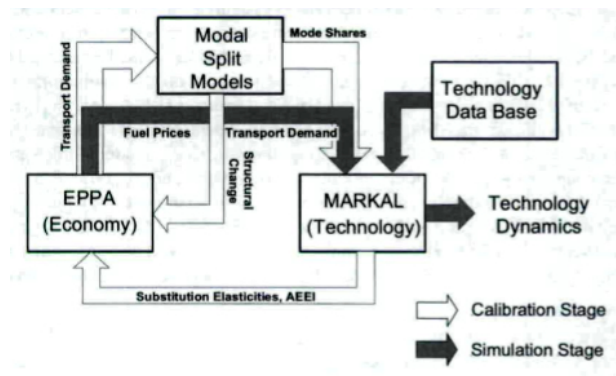 Modal
Split
Models
Mode Shares
Transport Demand
Technology
Data Base
Fuel Prices
Transport Demand
Structural
Change
EPPA
(Economy)
MARKAL
(Technology)
Technology
Dynamics
Substitution Elasticities, AEEI
Calibration Stage
Simulation Stage